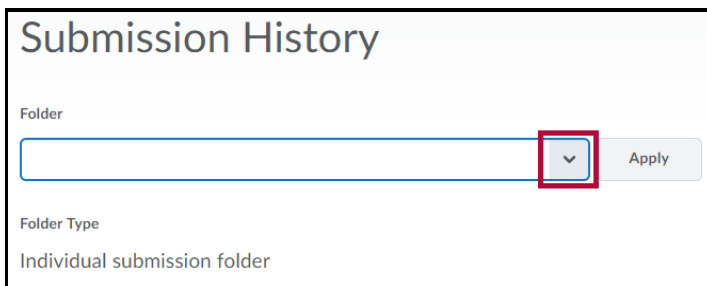 Submission History
Folder
Apply
Folder Type
Individual submission folder